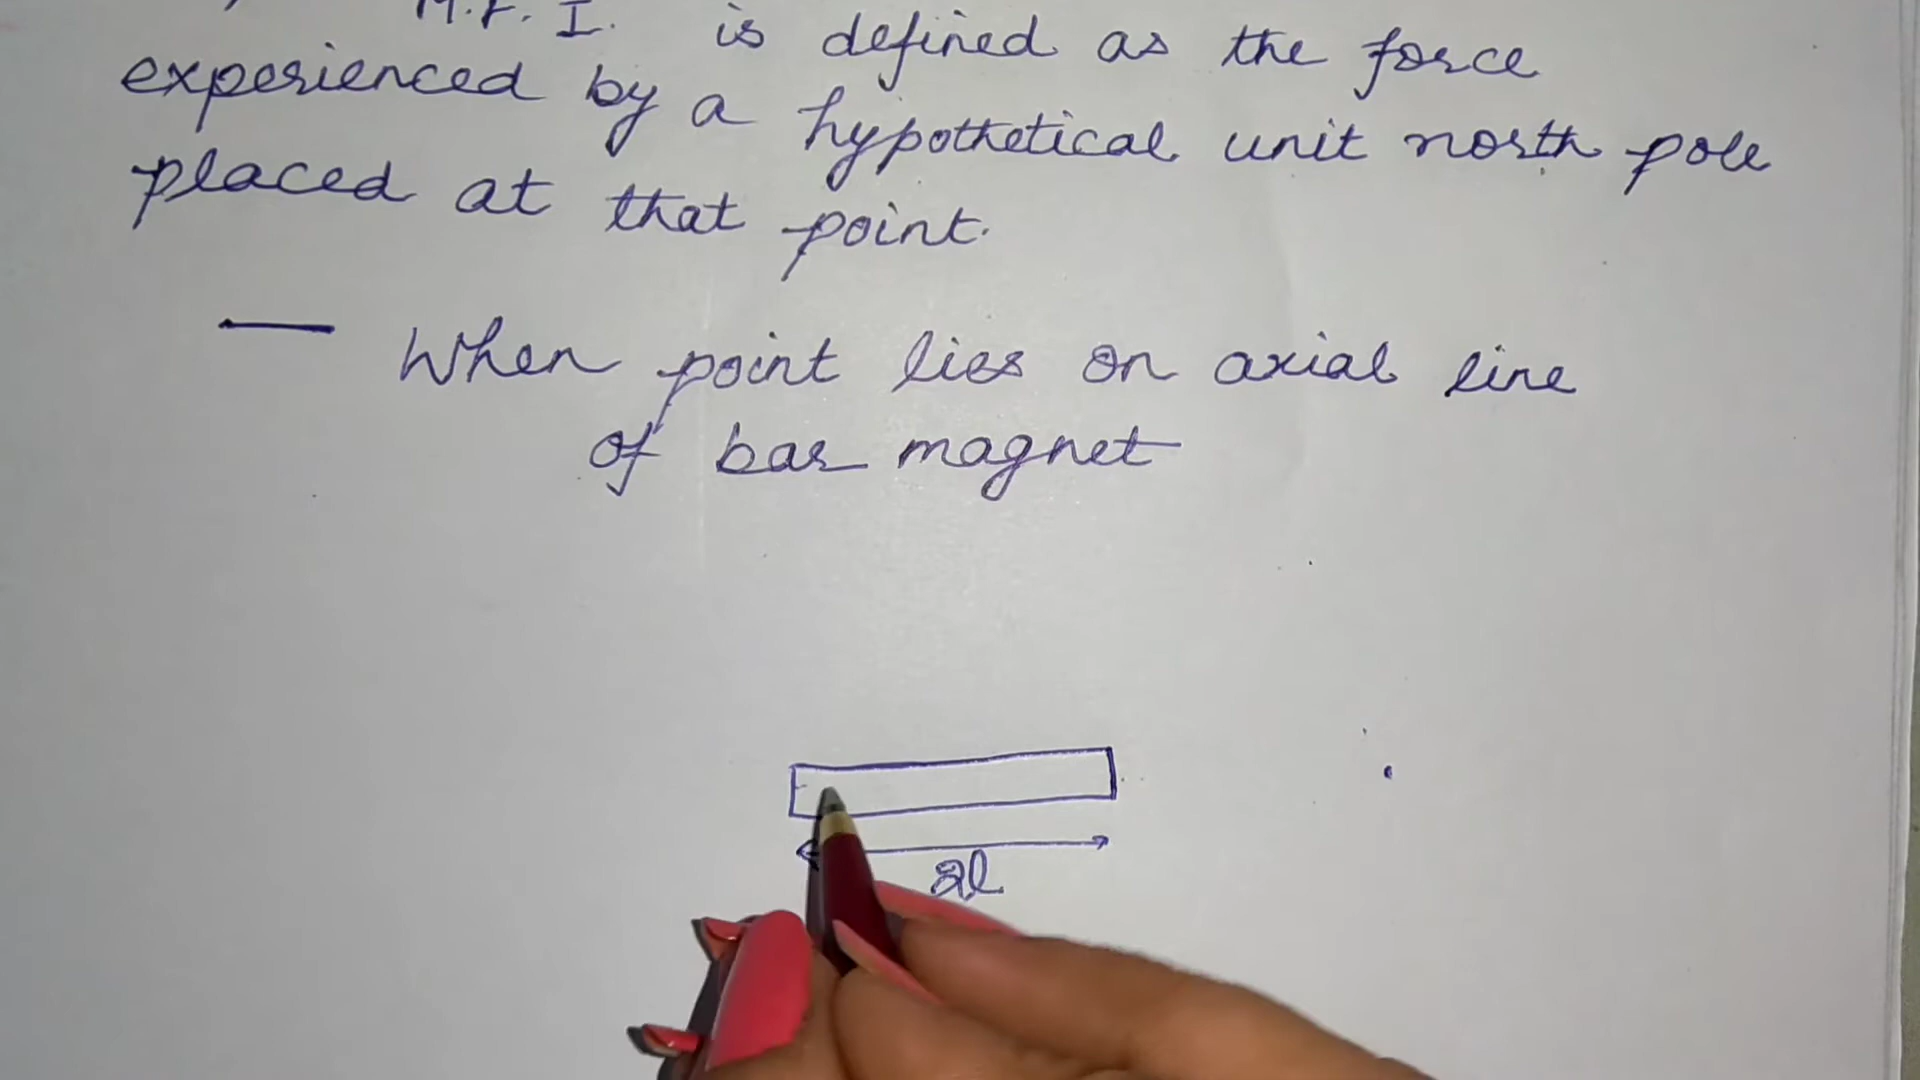 M.F.I. is defined as the force
experienced by a hypothetical unit north pole
placed at that point.
— When point lies on axial line
of bar magnet
2l